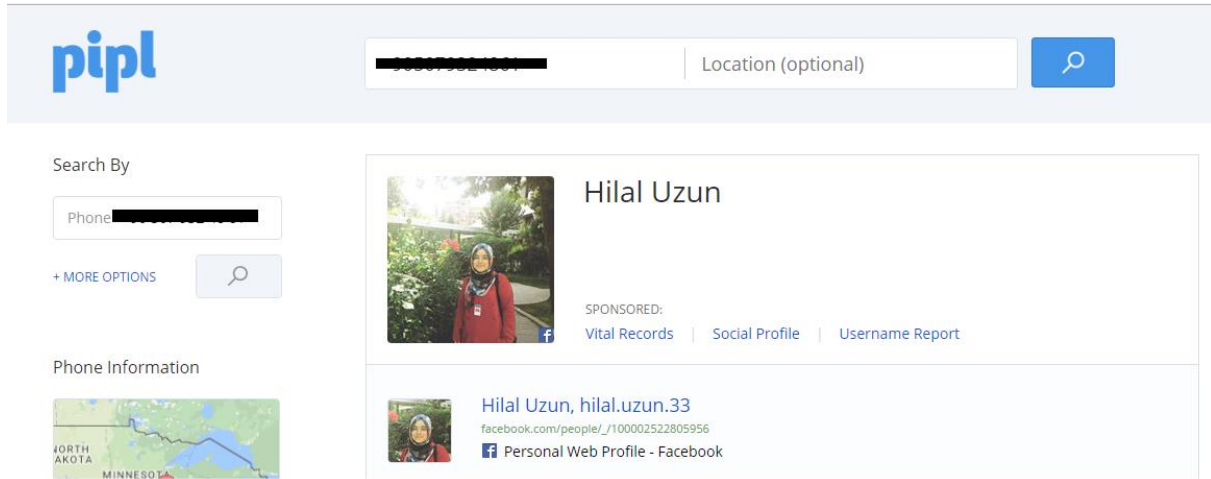 pipl
Location (optional)
Search By
Phone
+ MORE OPTIONS
Phone Information
NORTH
AKOTA
MINNESOTA
Hilal Uzun
SPONSORED:
Vital Records | Social Profile | Username Report
Hilal Uzun, hilal.uzun.33
facebook.com/people/_/100002522805956
Personal Web Profile - Facebook